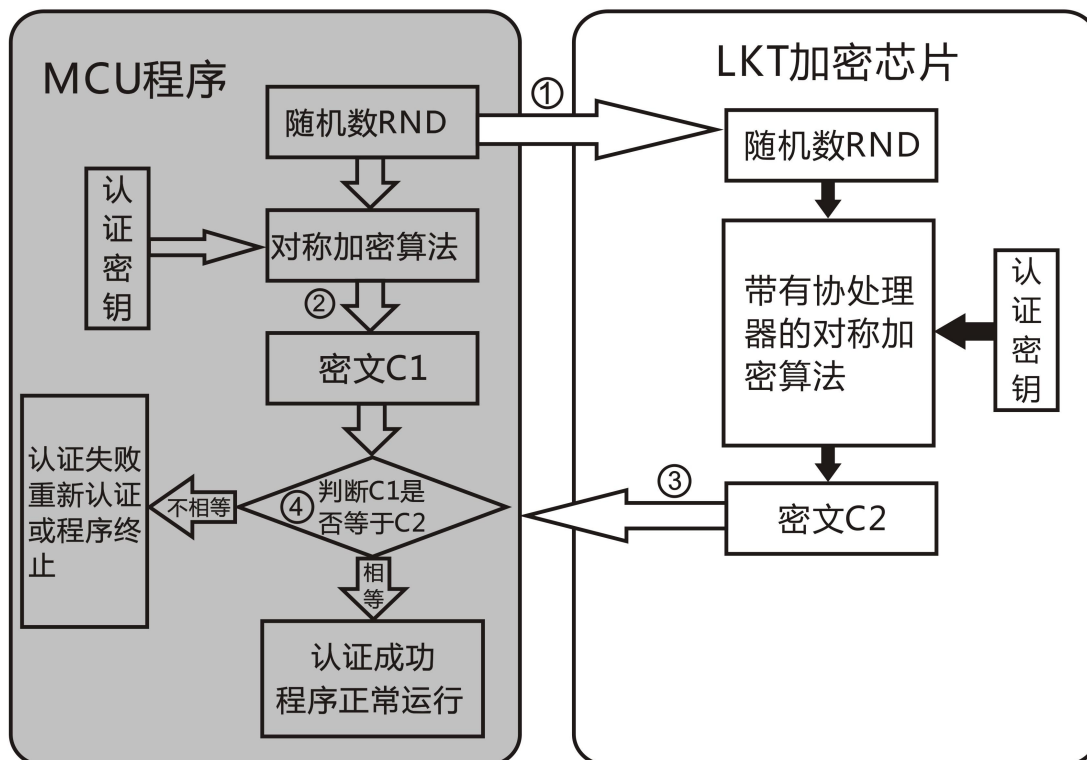 MCU程序
随机数RND
认
证
密
钥
对称加密算法
②
密文C1
④
判断C1是
否等于C2
不相等
认证失败
重新认证
或程序终
止
相
等
认证成功
程序正常运行
①
LKT加密芯片
随机数RND
带有协处理
器的对称加
密算法
认
证
密
钥
③
密文C2